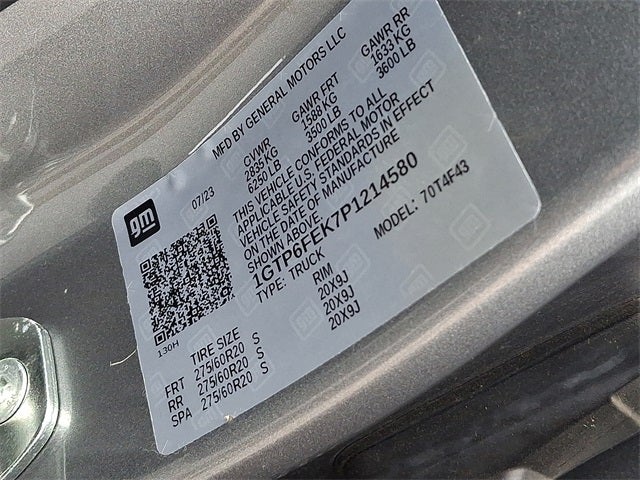 gm
07/23
MFD BY GENERAL MOTORS LLC
GVWR GAWR FRT GAWR RR
2835 KG 1588 KG 1633 KG
6250 LB 3500 LB 3600 LB
THIS VEHICLE CONFORMS TO ALL
APPLICABLE U.S. FEDERAL MOTOR
VEHICLE SAFETY STANDARDS IN EFFECT
ON THE DATE OF MANUFACTURE
SHOWN ABOVE.
1GTP6FEK7P1214580
TYPE: TRUCK MODEL: 70T4F43
130H
TIRE SIZE RIM
FRT 275/60R20 S 20X9J
RR 275/60R20 S 20X9J
SPA 275/60R20 S 20X9J